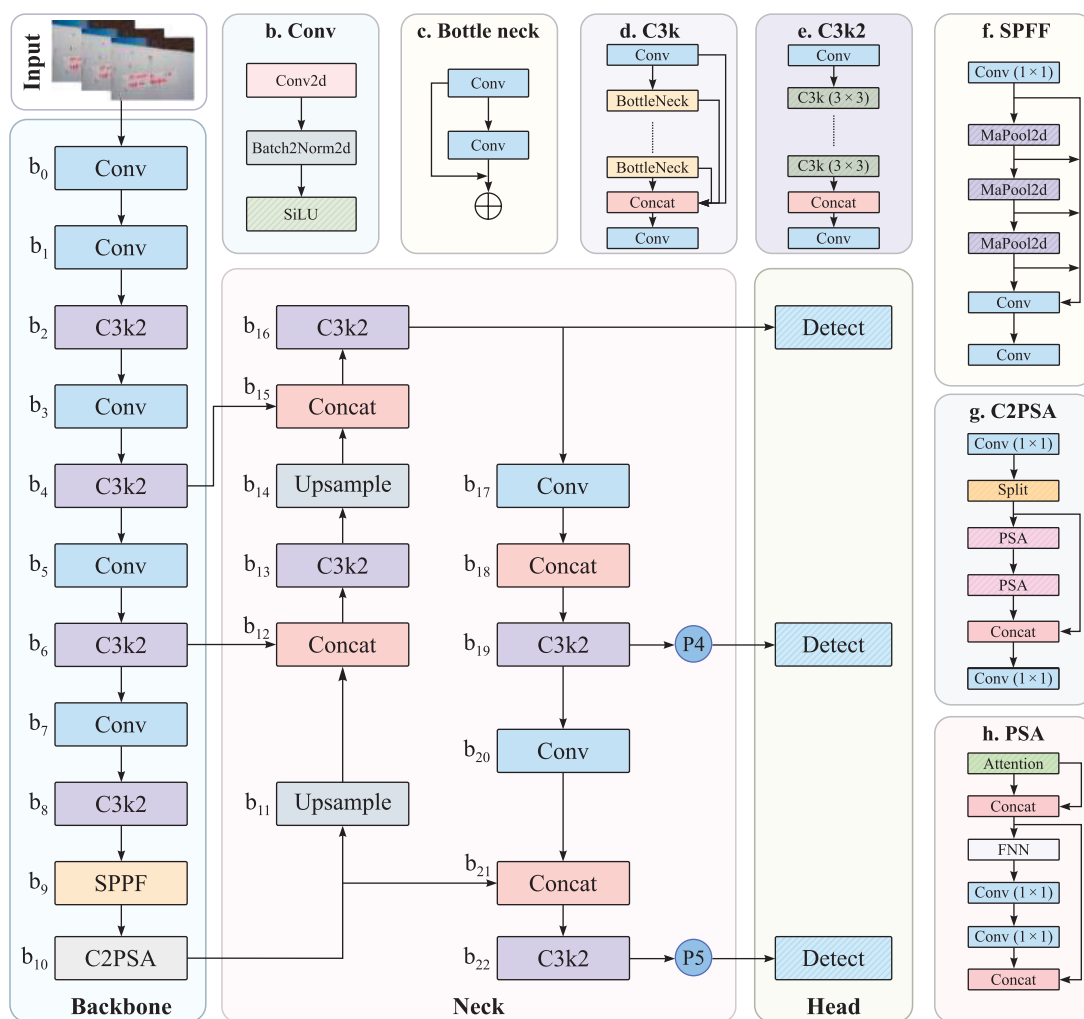 Input
b. Conv
Conv2d
Batch2Norm2d
SiLU
c. Bottle neck
Conv
Conv
d. C3k
Conv
BottleNeck
BottleNeck
Concat
Conv
e. C3k2
Conv
C3k (3 × 3)
C3k (3 × 3)
Concat
Conv
f. SPFF
Conv (1 × 1)
MaPool2d
MaPool2d
MaPool2d
Conv
Conv
b0 Conv
b1 Conv
b2 C3k2
b3 Conv
b4 C3k2
b5 Conv
b6 C3k2
b7 Conv
b8 C3k2
b9 SPPF
b10 C2PSA
Backbone
b16 C3k2
b15 Concat
b14 Upsample
b13 C3k2
b12 Concat
b11 Upsample
b17 Conv
b18 Concat
b19 C3k2
P4
b20 Conv
b21 Concat
b22 C3k2
P5
Neck
Detect
Detect
Detect
Head
g. C2PSA
Conv (1 × 1)
Split
PSA
PSA
Concat
Conv (1 × 1)
h. PSA
Attention
Concat
FNN
Conv (1 × 1)
Conv (1 × 1)
Concat